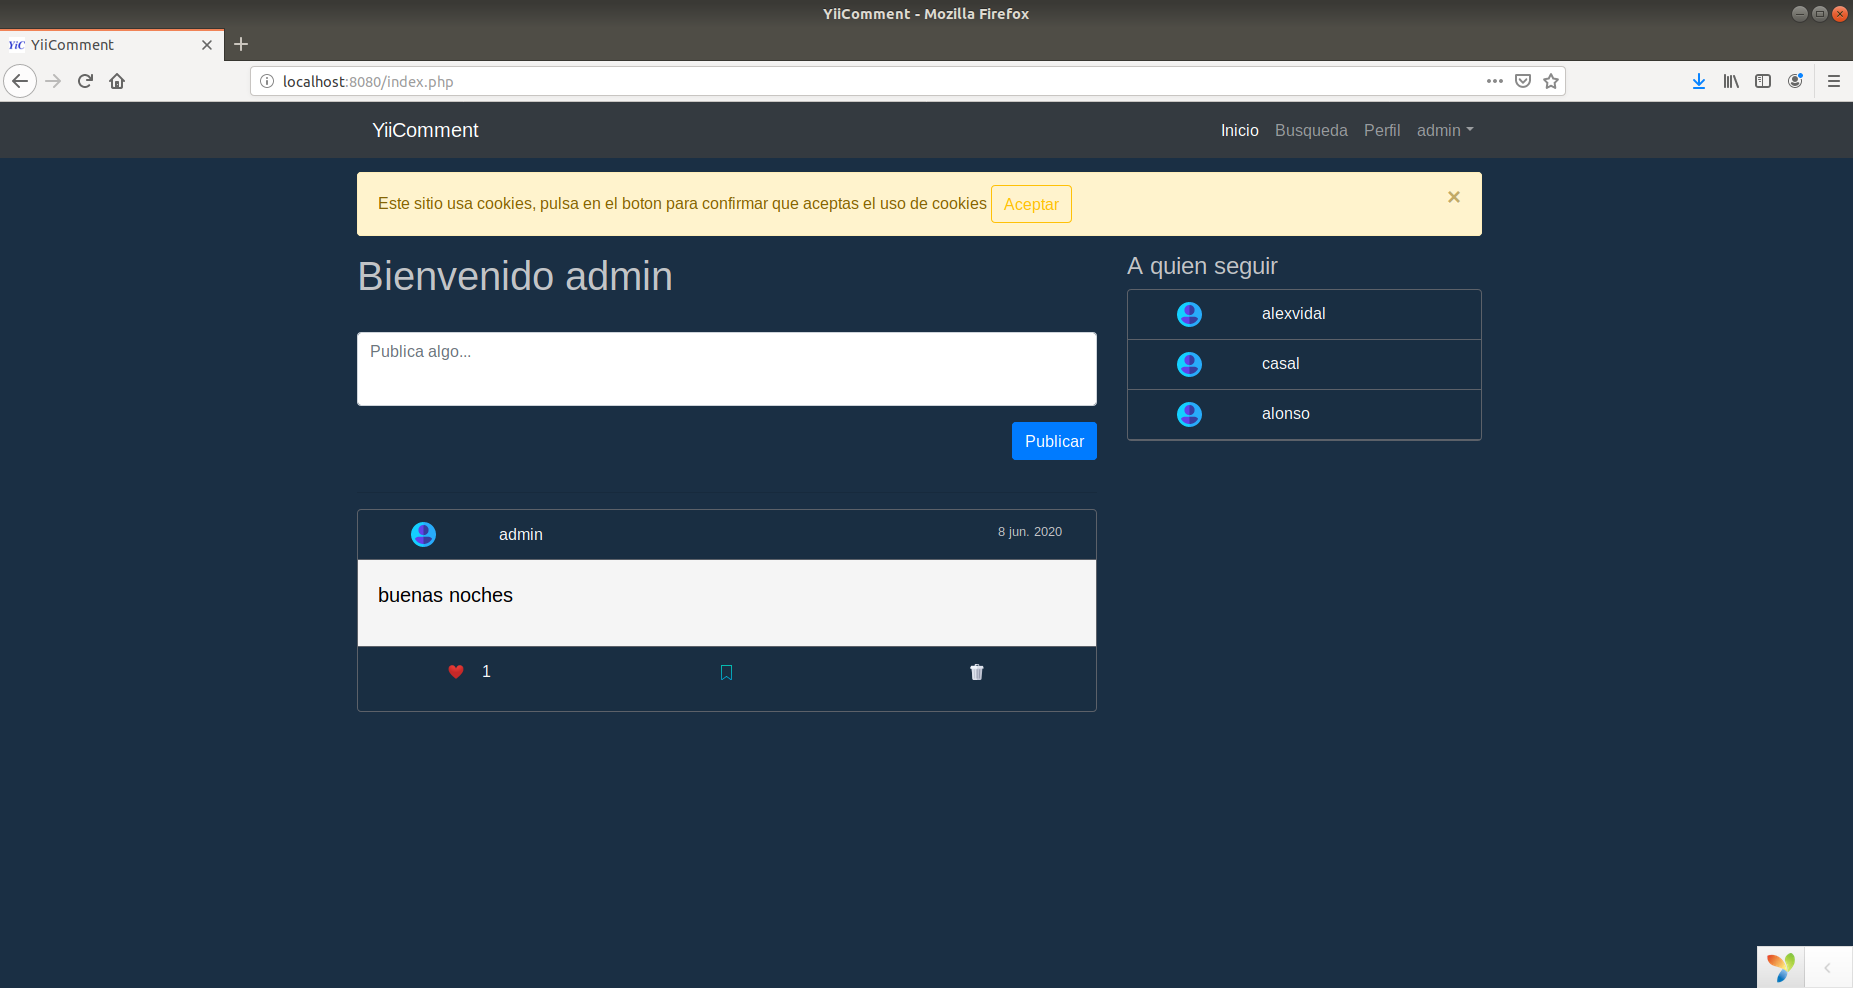 YiiComment - Mozilla Firefox
YiC YiiComment
localhost:8080/index.php
YiiComment
Inicio Busqueda Perfil admin
Este sitio usa cookies, pulsa en el boton para confirmar que aceptas el uso de cookies Aceptar
Bienvenido admin
Publica algo...
Publicar
admin
8 jun. 2020
buenas noches
1
A quien seguir
alexvidal
casal
alonso